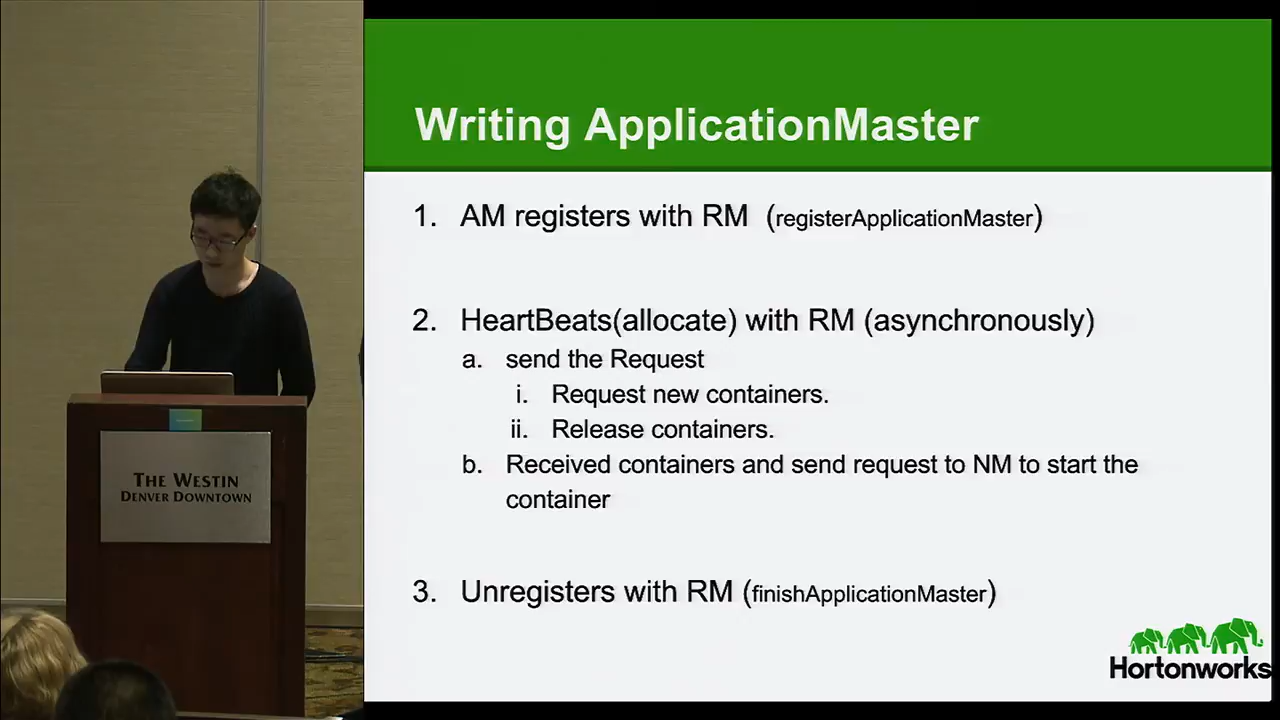 Writing ApplicationMaster
1. AM registers with RM (registerApplicationMaster)
2. HeartBeats(allocate) with RM (asynchronously)
a. send the Request
i. Request new containers.
ii. Release containers.
b. Received containers and send request to NM to start the
container
3. Unregisters with RM (finishApplicationMaster)
Hortonworks
THE WESTIN
DENVER DOWNTOWN